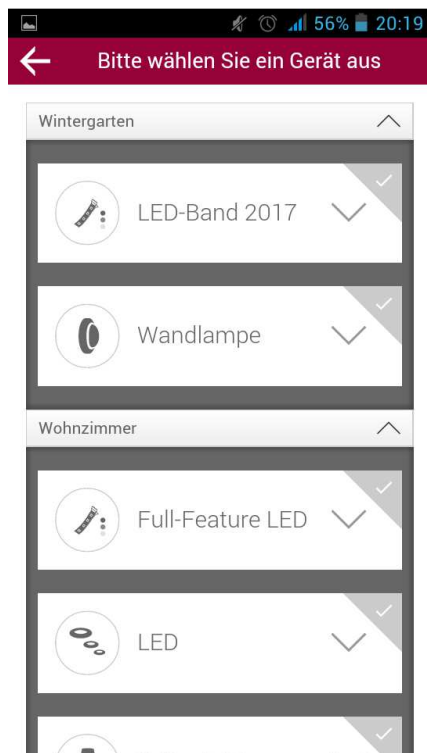 56% 20:19
Bitte wählen Sie ein Gerät aus
Wintergarten
LED-Band 2017
Wandlampe
Wohnzimmer
Full-Feature LED
LED